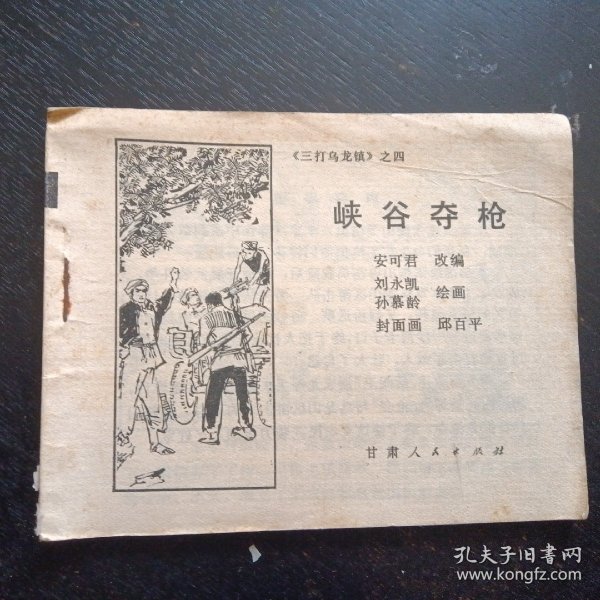 《三打乌龙镇》之四
峡谷夺枪
安可君 改编
刘永凯
孙慕龄 绘画
封面画 邱百平
甘肃人民出版社
孔夫子旧书网
www.kongfz.com